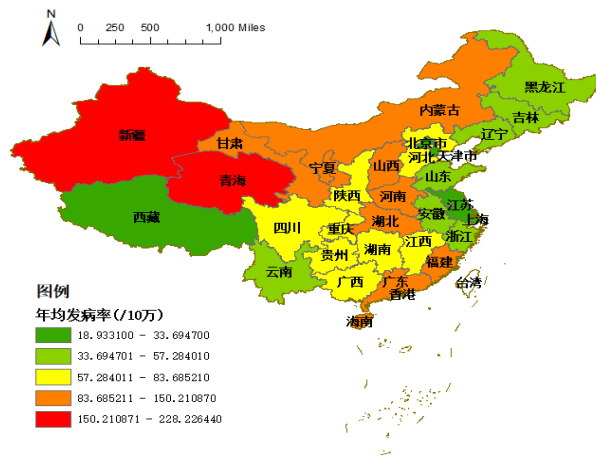 N
0 250 500 1,000 Miles
黑龙江
内蒙古
吉林
新疆
辽宁
北京市
甘肃
河北
天津市
宁夏
山西
青海
山东
陕西
河南
江苏
西藏
安徽
上海
四川
湖北
重庆
浙江
江西
湖南
贵州
福建
云南
广西
广东
台湾
香港
海南
图例
年均发病率(/10万)
18.933100 - 33.694700
33.694701 - 57.284010
57.284011 - 83.685210
83.685211 - 150.210870
150.210871 - 228.226440